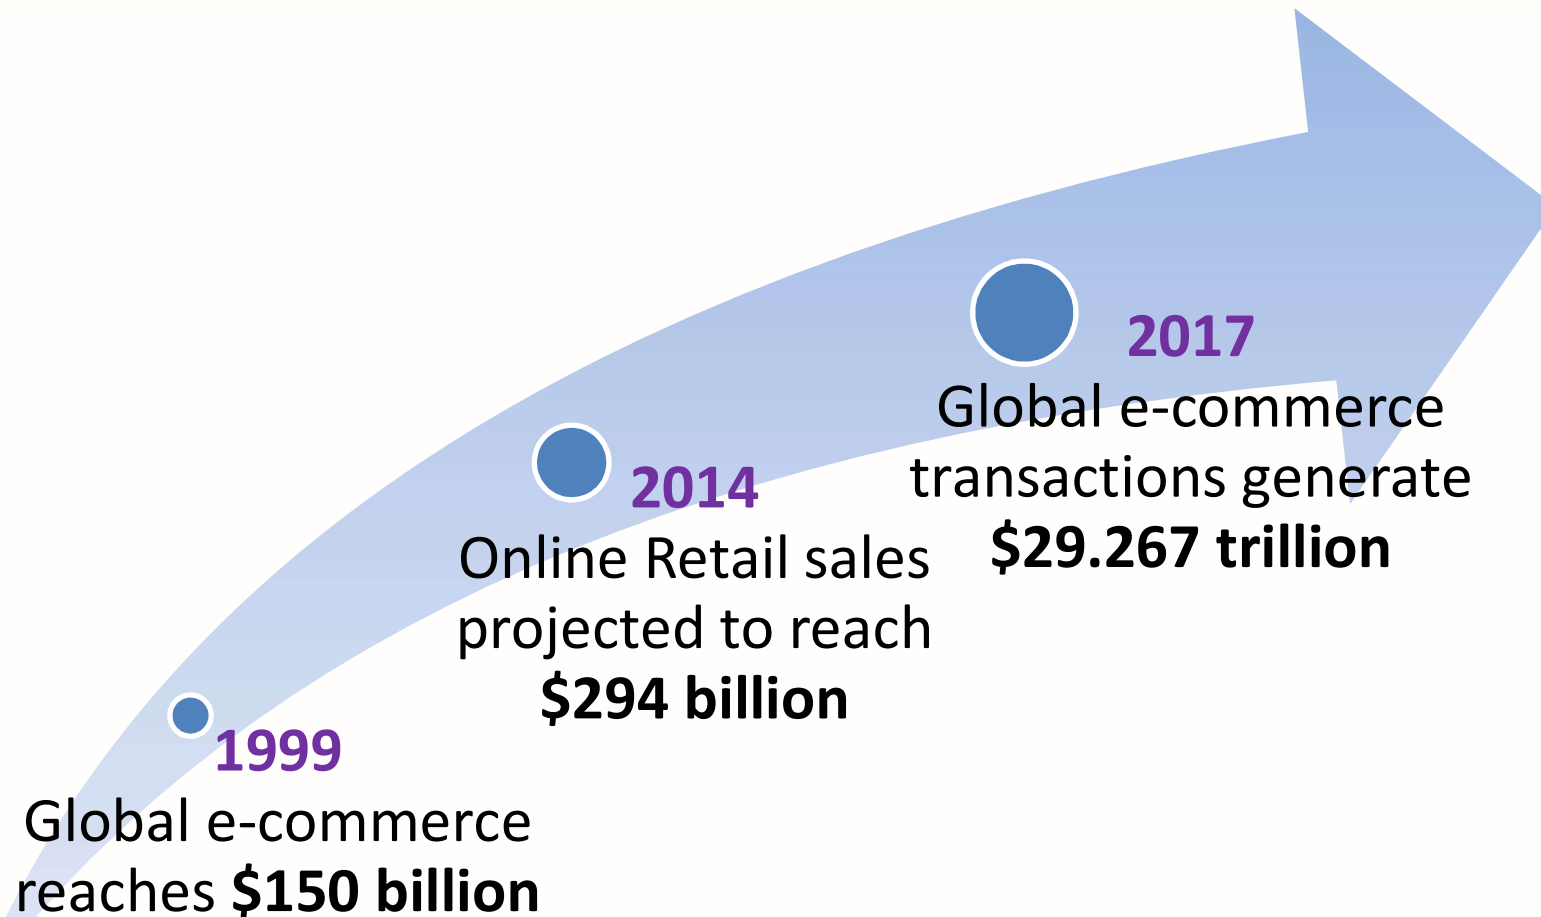 1999
Global e-commerce
reaches $150 billion
2014
Online Retail sales
projected to reach
$294 billion
2017
Global e-commerce
transactions generate
$29.267 trillion